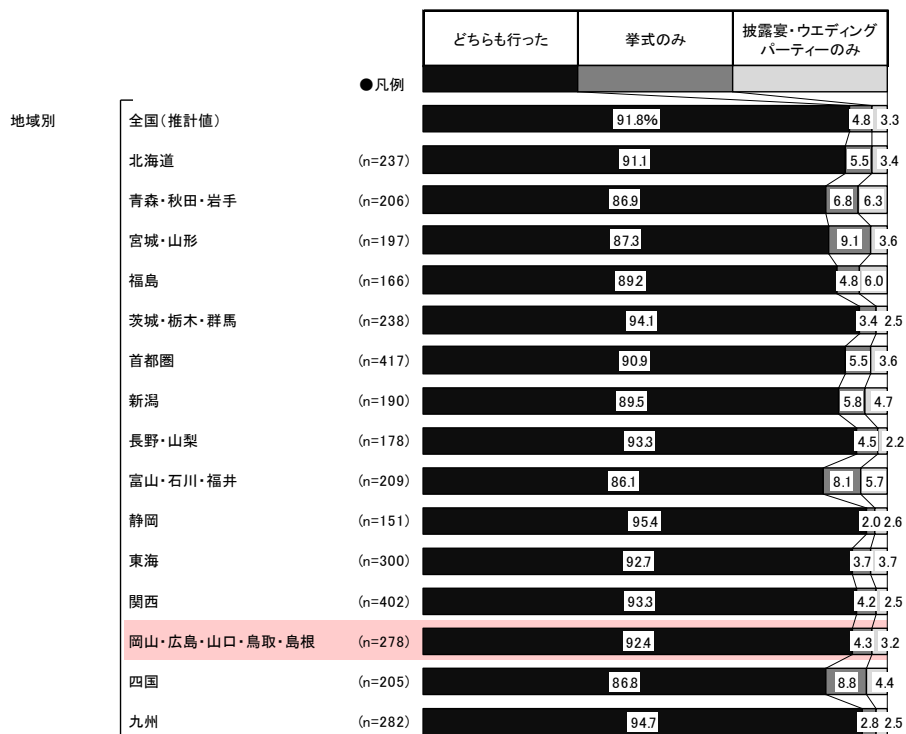 どちらも行った 挙式のみ 披露宴・ウエディングパーティーのみ
●凡例
地域別
全国(推計値) 91.8% 4.8 3.3
北海道 (n=237) 91.1 5.5 3.4
青森・秋田・岩手 (n=206) 86.9 6.8 6.3
宮城・山形 (n=197) 87.3 9.1 3.6
福島 (n=166) 89.2 4.8 6.0
茨城・栃木・群馬 (n=238) 94.1 3.4 2.5
首都圏 (n=417) 90.9 5.5 3.6
新潟 (n=190) 89.5 5.8 4.7
長野・山梨 (n=178) 93.3 4.5 2.2
富山・石川・福井 (n=209) 86.1 8.1 5.7
静岡 (n=151) 95.4 2.0 2.6
東海 (n=300) 92.7 3.7 3.7
関西 (n=402) 93.3 4.2 2.5
岡山・広島・山口・鳥取・島根 (n=278) 92.4 4.3 3.2
四国 (n=205) 86.8 8.8 4.4
九州 (n=282) 94.7 2.8 2.5